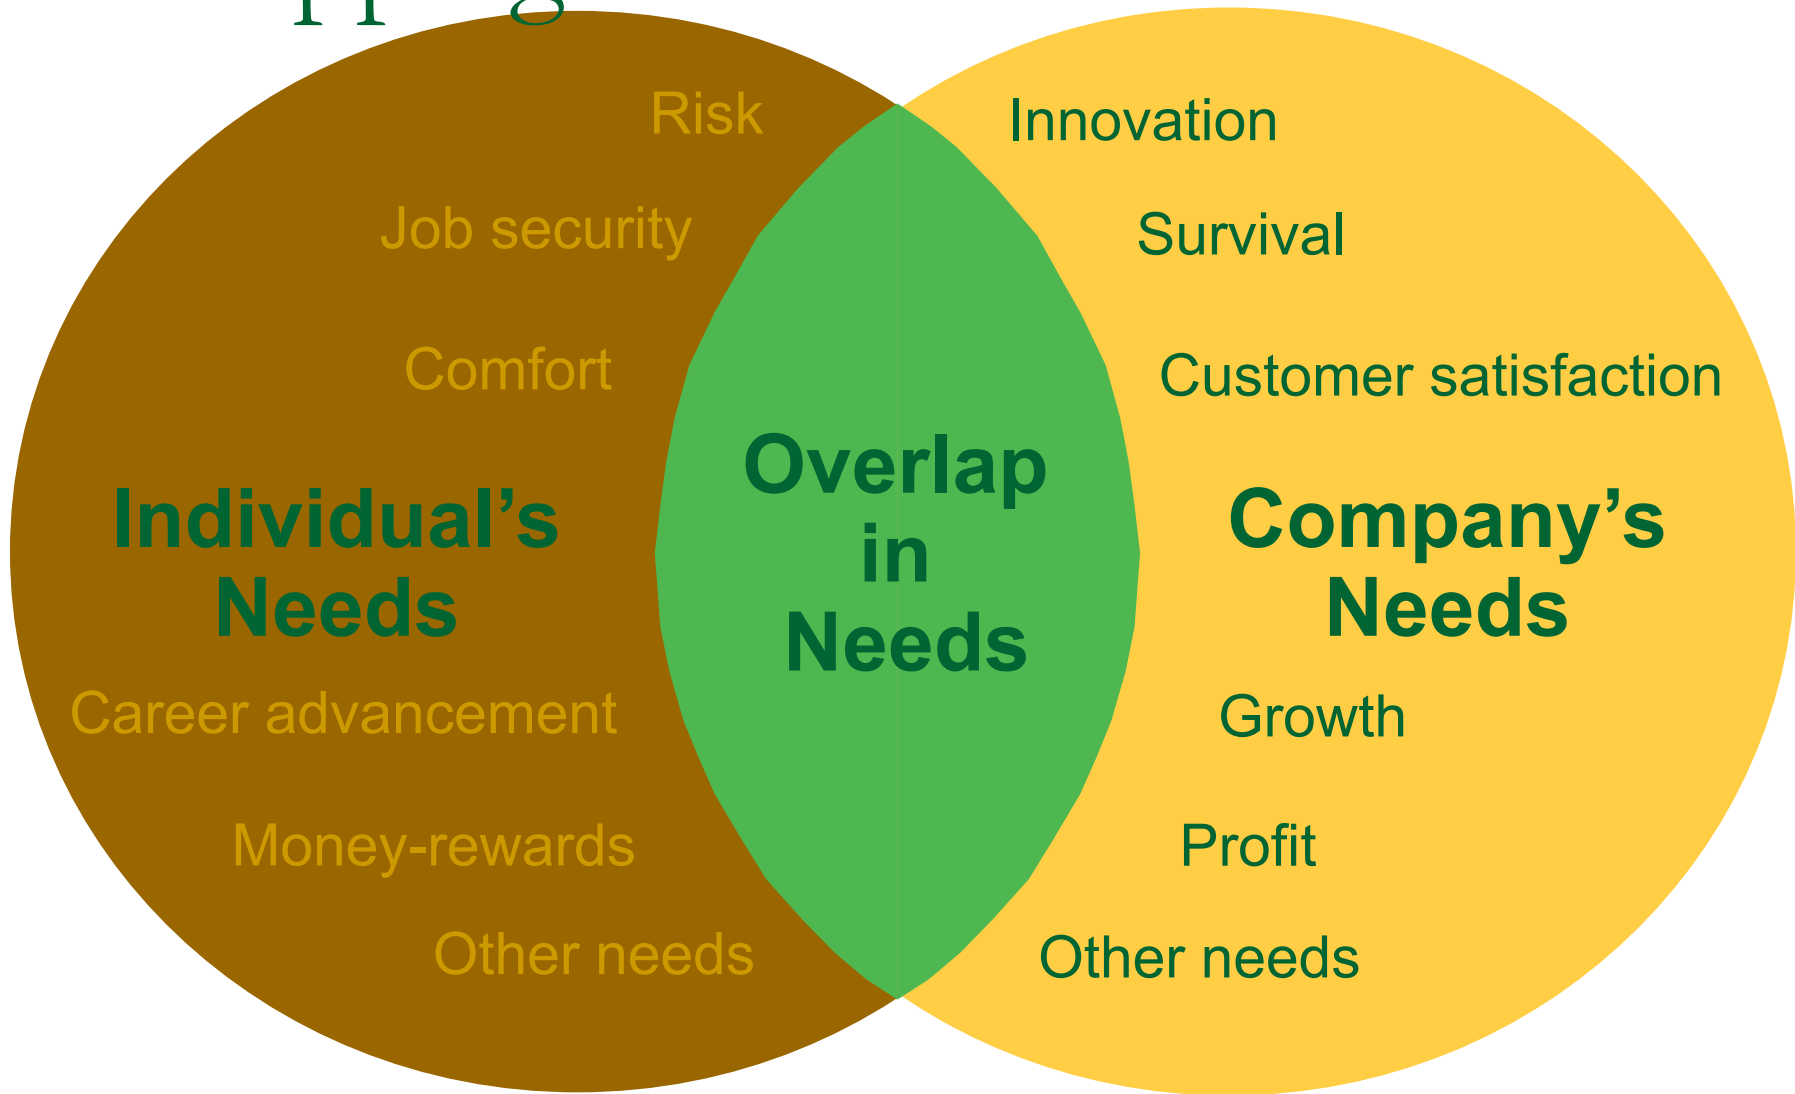 Risk
Innovation
Job security
Survival
Comfort
Customer satisfaction
Overlap
in
Needs
Individual’s
Needs
Company’s
Needs
Career advancement
Growth
Money-rewards
Profit
Other needs
Other needs